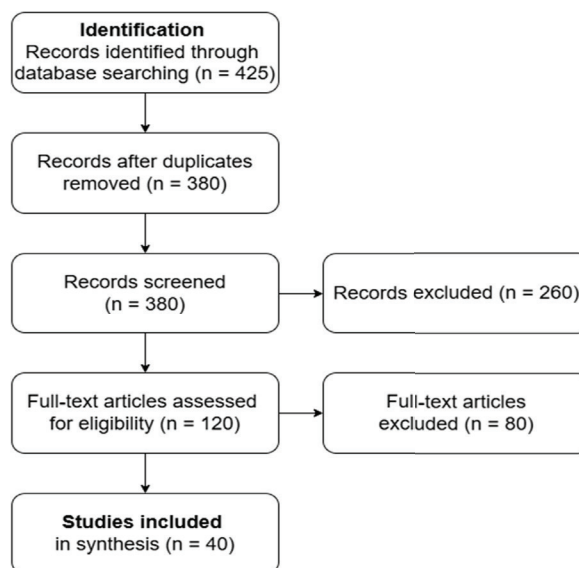 Identification
Records identified through
database searching (n = 425)
Records after duplicates
removed (n = 380)
Records screened
(n = 380)
Records excluded (n = 260)
Full-text articles assessed
for eligibility (n = 120)
Full-text articles
excluded (n = 80)
Studies included
in synthesis (n = 40)